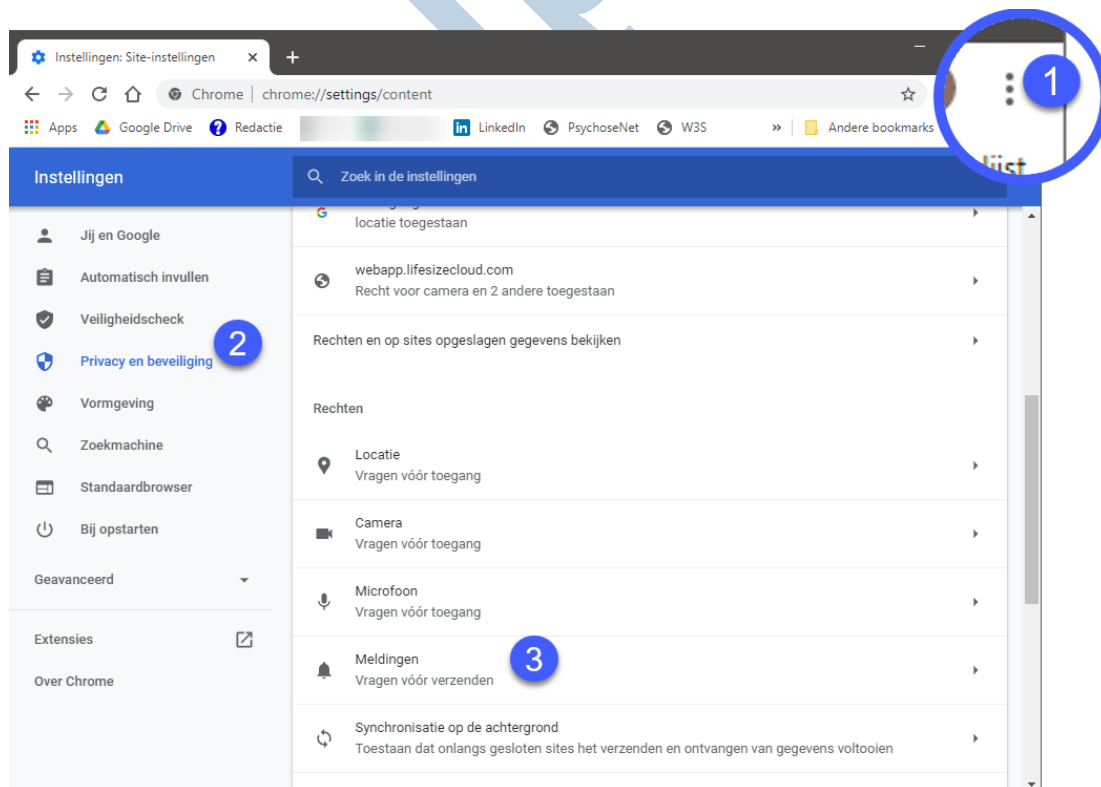 Instellingen: Site-instellingen
Chrome | chrome://settings/content
Apps Google Drive Redactie LinkedIn PsychoseNet W3S » Andere bookmarks
1
lijst
Instellingen
Zoek in de instellingen
locatie toegestaan
Jij en Google
Automatisch invullen
Veiligheidscheck
Privacy en beveiliging
2
Vormgeving
Zoekmachine
Standaardbrowser
Bij opstarten
Geavanceerd
Extensies
Over Chrome
webapp.lifesizecloud.com
Recht voor camera en 2 andere toegestaan
Rechten en op sites opgeslagen gegevens bekijken
Rechten
Locatie
Vragen vóór toegang
Camera
Vragen vóór toegang
Microfoon
Vragen vóór toegang
Meldingen
Vragen vóór verzenden
3
Synchronisatie op de achtergrond
Toestaan dat onlangs gesloten sites het verzenden en ontvangen van gegevens voltooien